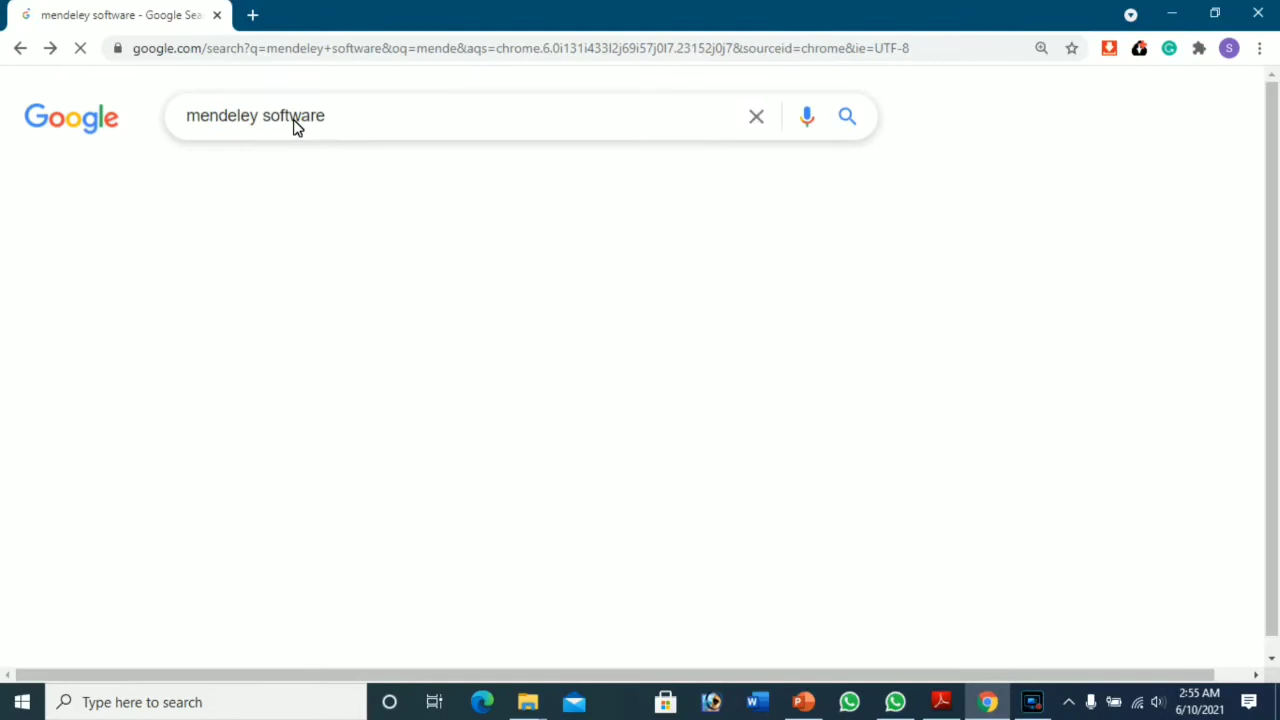 mendeley software - Google Sea
google.com/search?q=mendeley+software&oq=mende&aqs=chrome.6.0i131i433l2j69i57j0l7.23152j0j7&sourceid=chrome&ie=UTF-8
S
Google
mendeley software
Type here to search
2:55 AM
6/10/2021